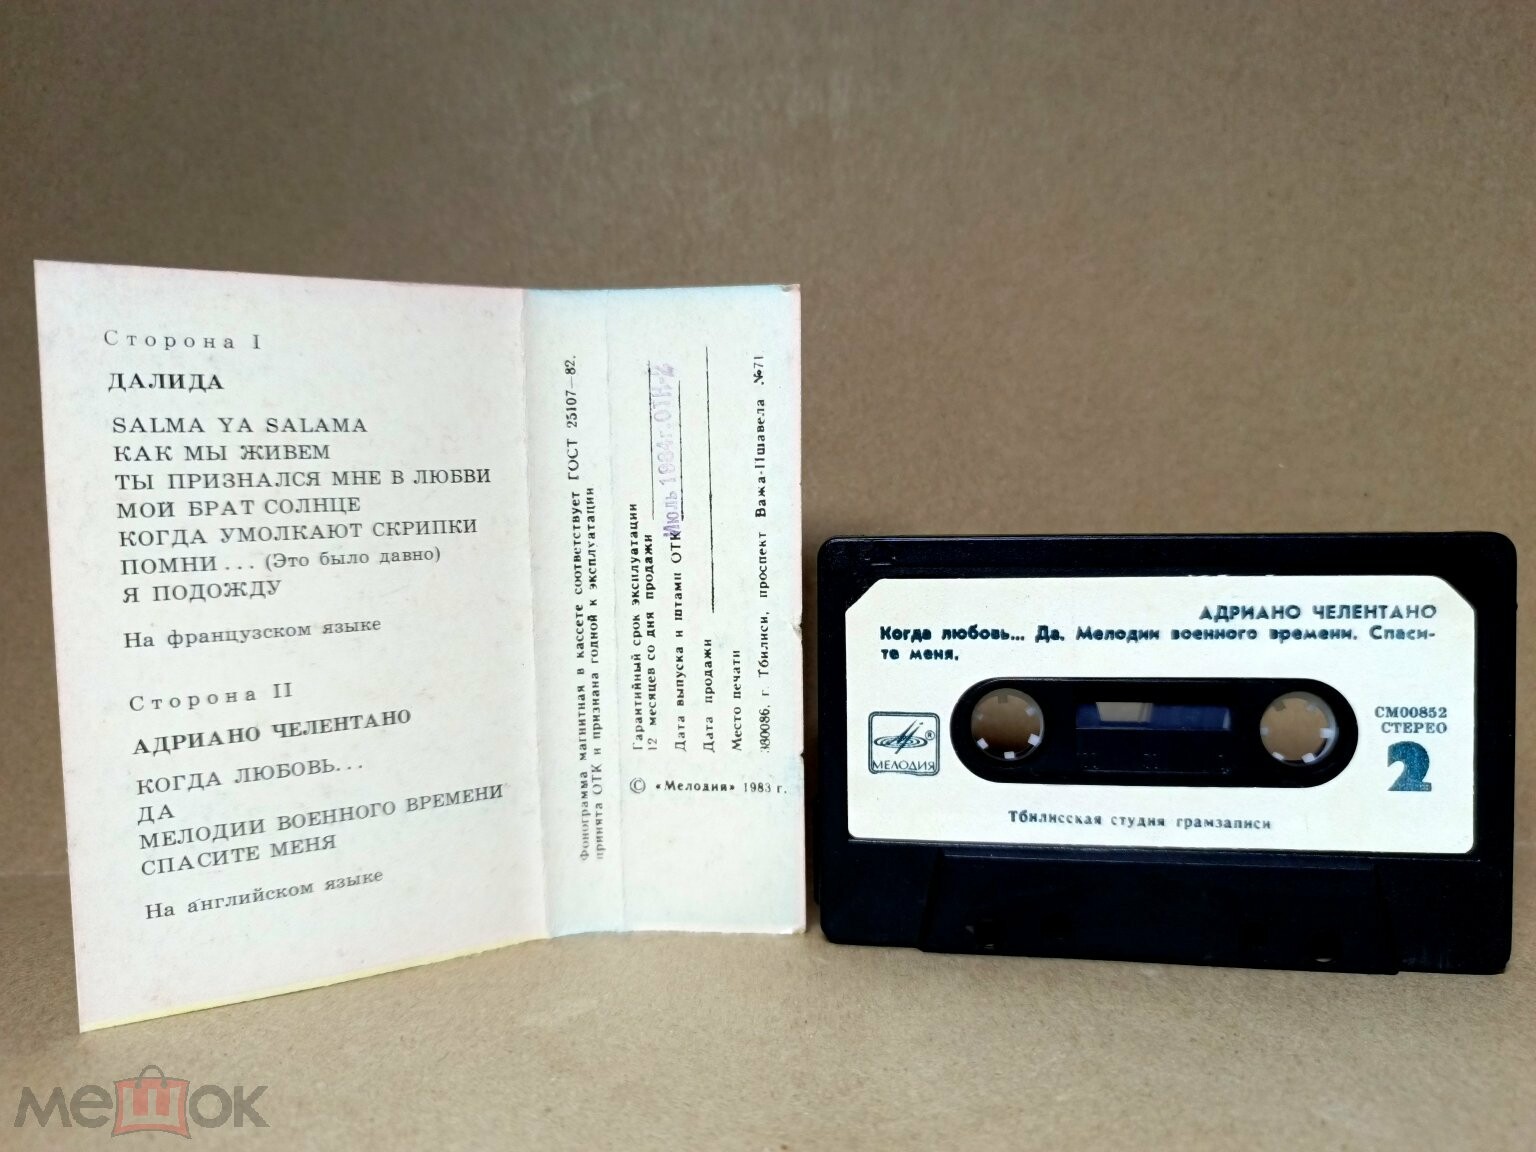 Сторона I
ДАЛИДА
SALMA YA SALAMA
КАК МЫ ЖИВЕМ
ТЫ ПРИЗНАЛСЯ МНЕ В ЛЮБВИ
МОЙ БРАТ СОЛНЦЕ
КОГДА УМОЛКАЮТ СКРИПКИ
ПОМНИ... (Это было давно)
Я ПОДОЖДУ
На французском языке
Сторона II
АДРИАНО ЧЕЛЕНТАНО
КОГДА ЛЮБОВЬ...
ДА
МЕЛОДИИ ВОЕННОГО ВРЕМЕНИ
СПАСИТЕ МЕНЯ
На английском языке
Фонограмма магнитная в кассете соответствует ГОСТ 25107—82.
принята ОТК и признана годной к эксплуатации
Гарантийный срок эксплуатации
12 месяцев со дня продажи
Дата выпуска и штамп ОТК
Июль 1984г. ОТК-2
Дата продажи
Место печати
380086. г. Тбилиси, проспект Важа-Пшавела №71
© «Мелодия» 1983 г.
АДРИАНО ЧЕЛЕНТАНО
Когда любовь... Да. Мелодии военного времени. Спаси-
те меня.
®
МЕЛОДИЯ
СМ00852
СТЕРЕО
2
Тбилисская студия грамзаписи
мешок